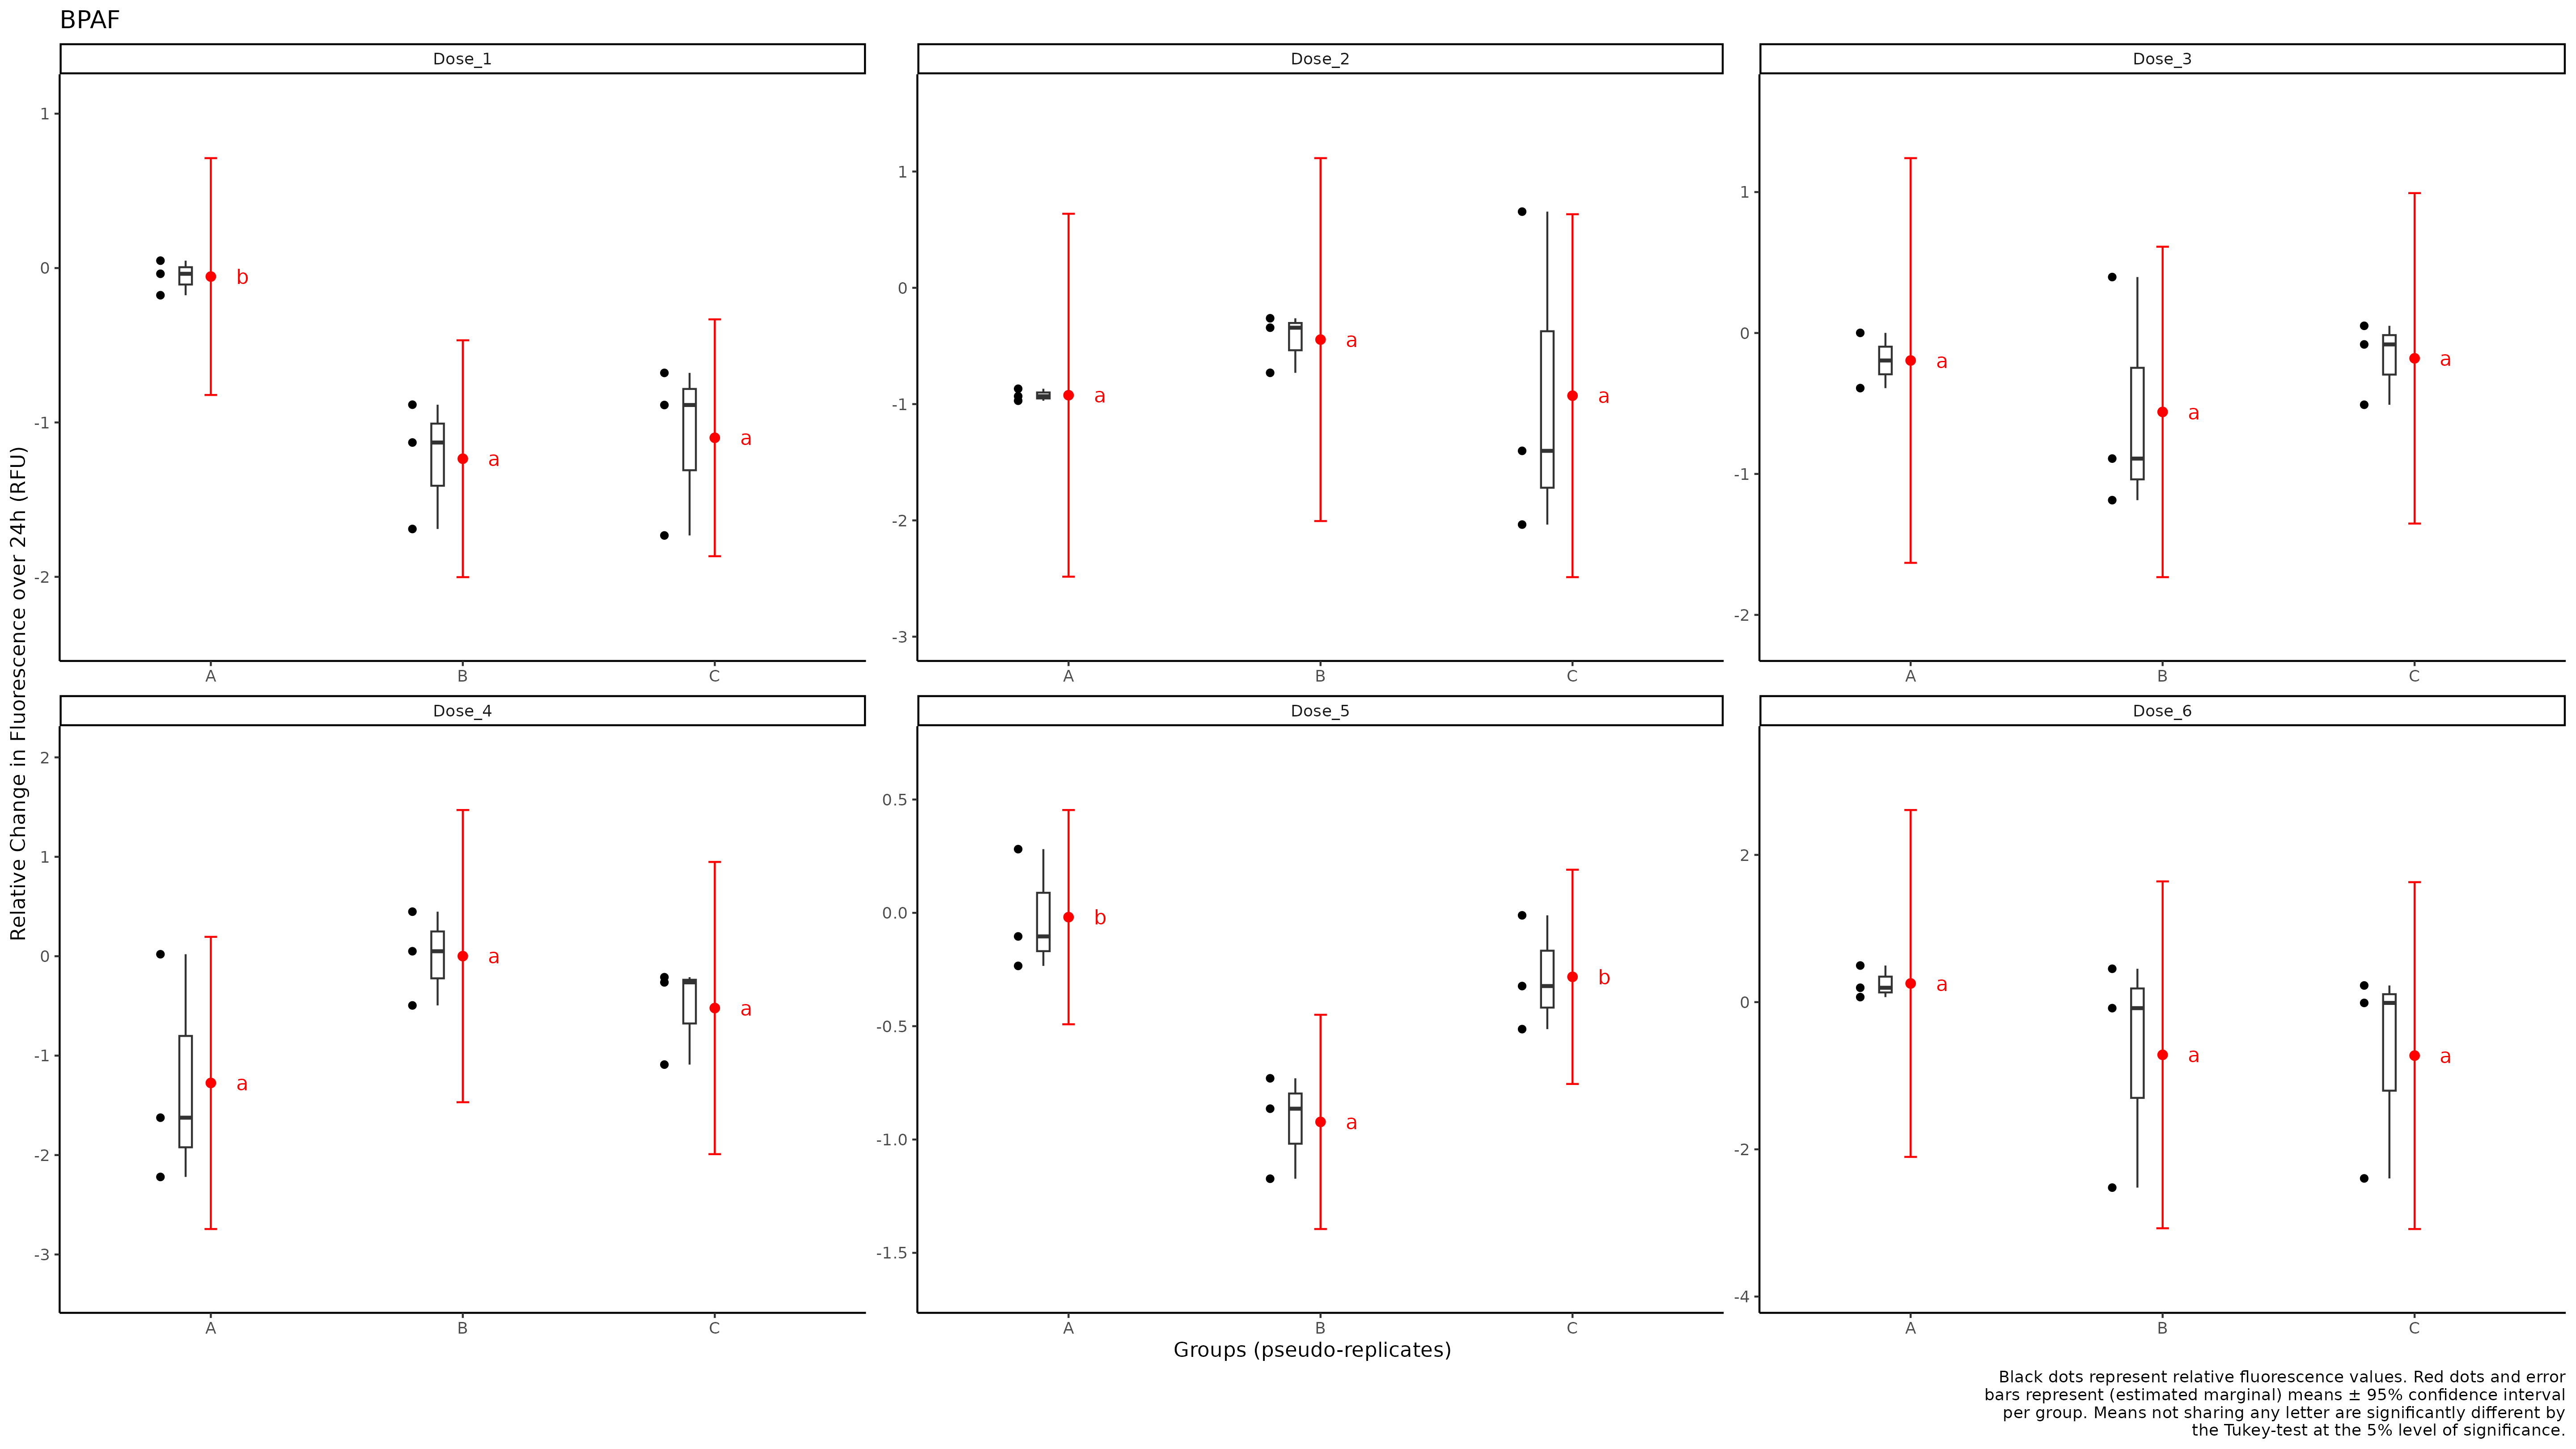 BPAF
Relative Change in Fluorescence over 24h (RFU)
Dose_1
1
0
-1
-2
b
a
a
A
B
C
Dose_2
1
0
-1
-2
-3
a
a
a
A
B
C
Dose_3
1
0
-1
-2
a
a
a
A
B
C
Dose_4
2
1
0
-1
-2
-3
a
a
a
A
B
C
Dose_5
0.5
0.0
-0.5
-1.0
-1.5
b
a
b
A
B
C
Dose_6
2
0
-2
-4
a
a
a
A
B
C
Groups (pseudo-replicates)
Black dots represent relative fluorescence values. Red dots and error
bars represent (estimated marginal) means ± 95% confidence interval
per group. Means not sharing any letter are significantly different by
the Tukey-test at the 5% level of significance.